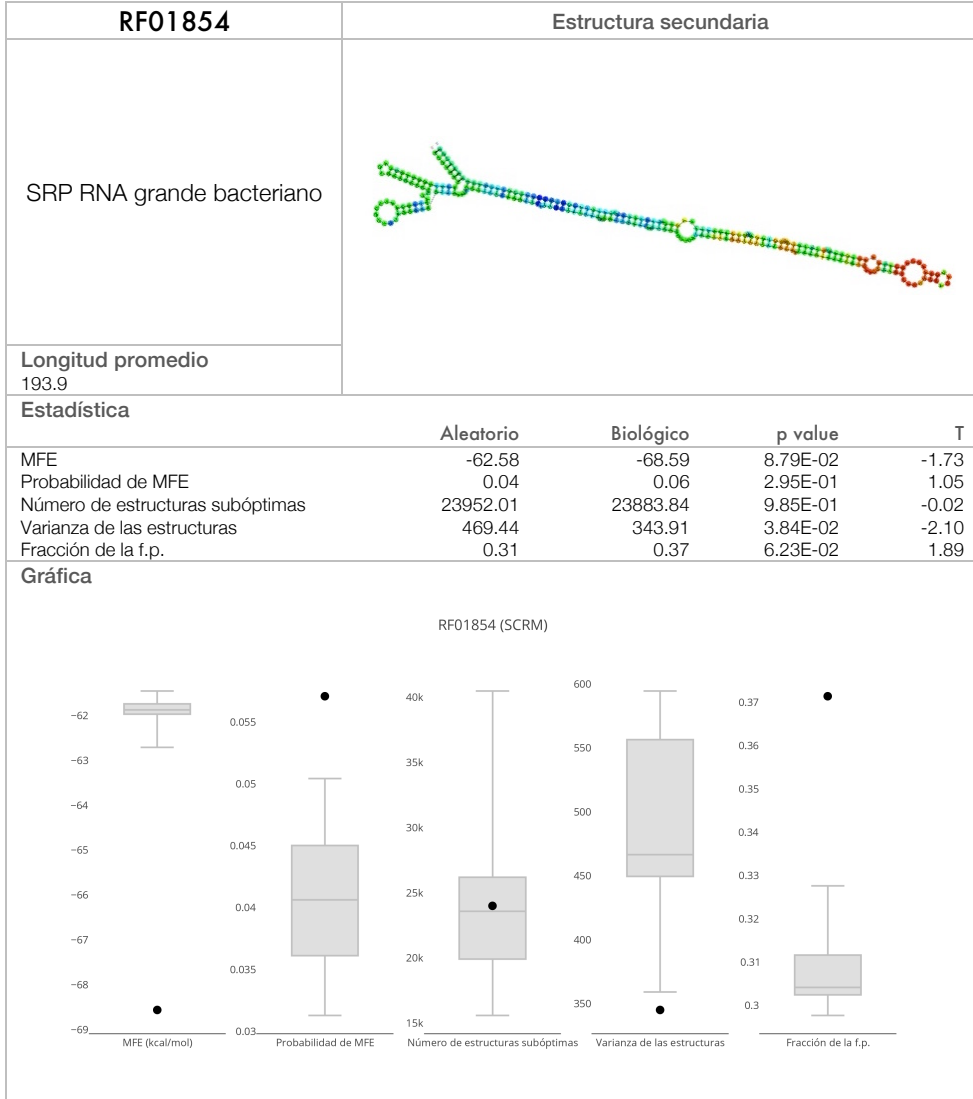 RF01854
Estructura secundaria
SRP RNA grande bacteriano
Longitud promedio
193.9
Estadística
Aleatorio Biológico p value T
MFE -62.58 -68.59 8.79E-02 -1.73
Probabilidad de MFE 0.04 0.06 2.95E-01 1.05
Número de estructuras subóptimas 23952.01 23883.84 9.85E-01 -0.02
Varianza de las estructuras 469.44 343.91 3.84E-02 -2.10
Fracción de la f.p. 0.31 0.37 6.23E-02 1.89
Gráfica
RF01854 (SCRM)
−62
−63
−64
−65
−66
−67
−68
−69
MFE (kcal/mol)
0.055
0.05
0.045
0.04
0.035
0.03
Probabilidad de MFE
40k
35k
30k
25k
20k
15k
Número de estructuras subóptimas
600
550
500
450
400
350
Varianza de las estructuras
0.37
0.36
0.35
0.34
0.33
0.32
0.31
0.3
Fracción de la f.p.